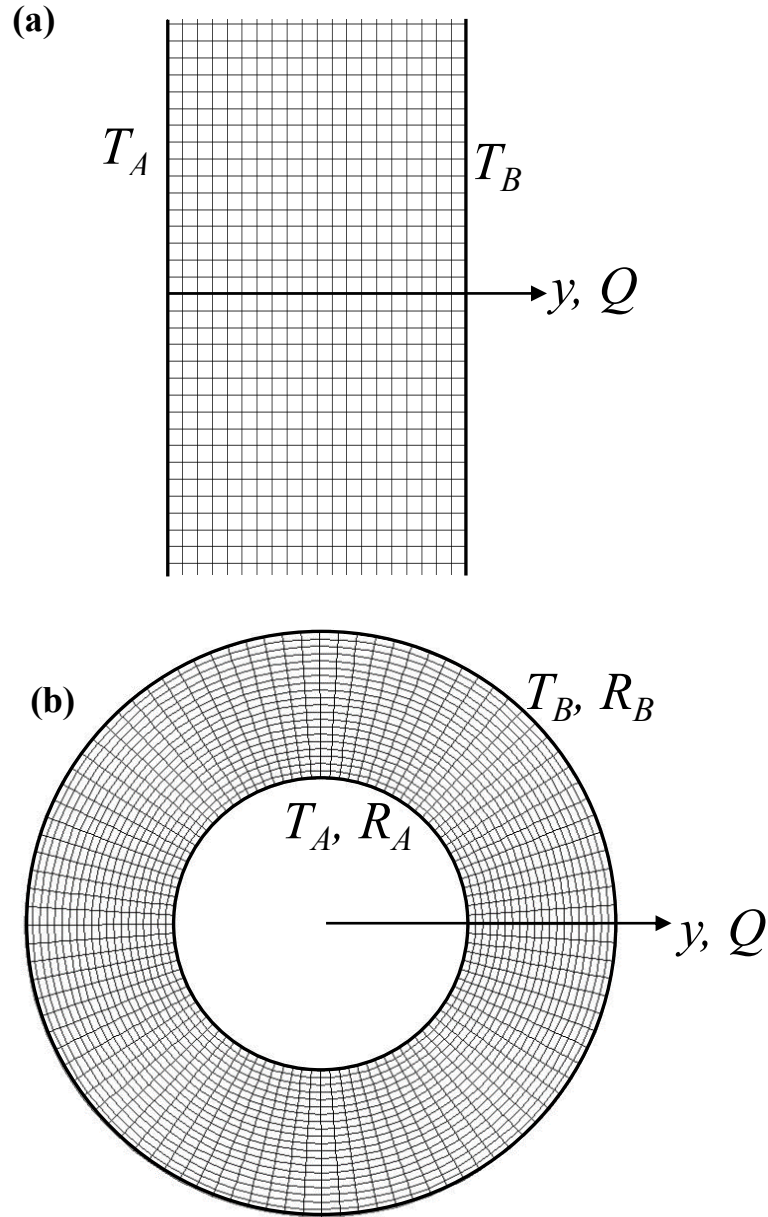 (a)
T_A
T_B
y, Q
(b)
T_B, R_B
T_A, R_A
y, Q